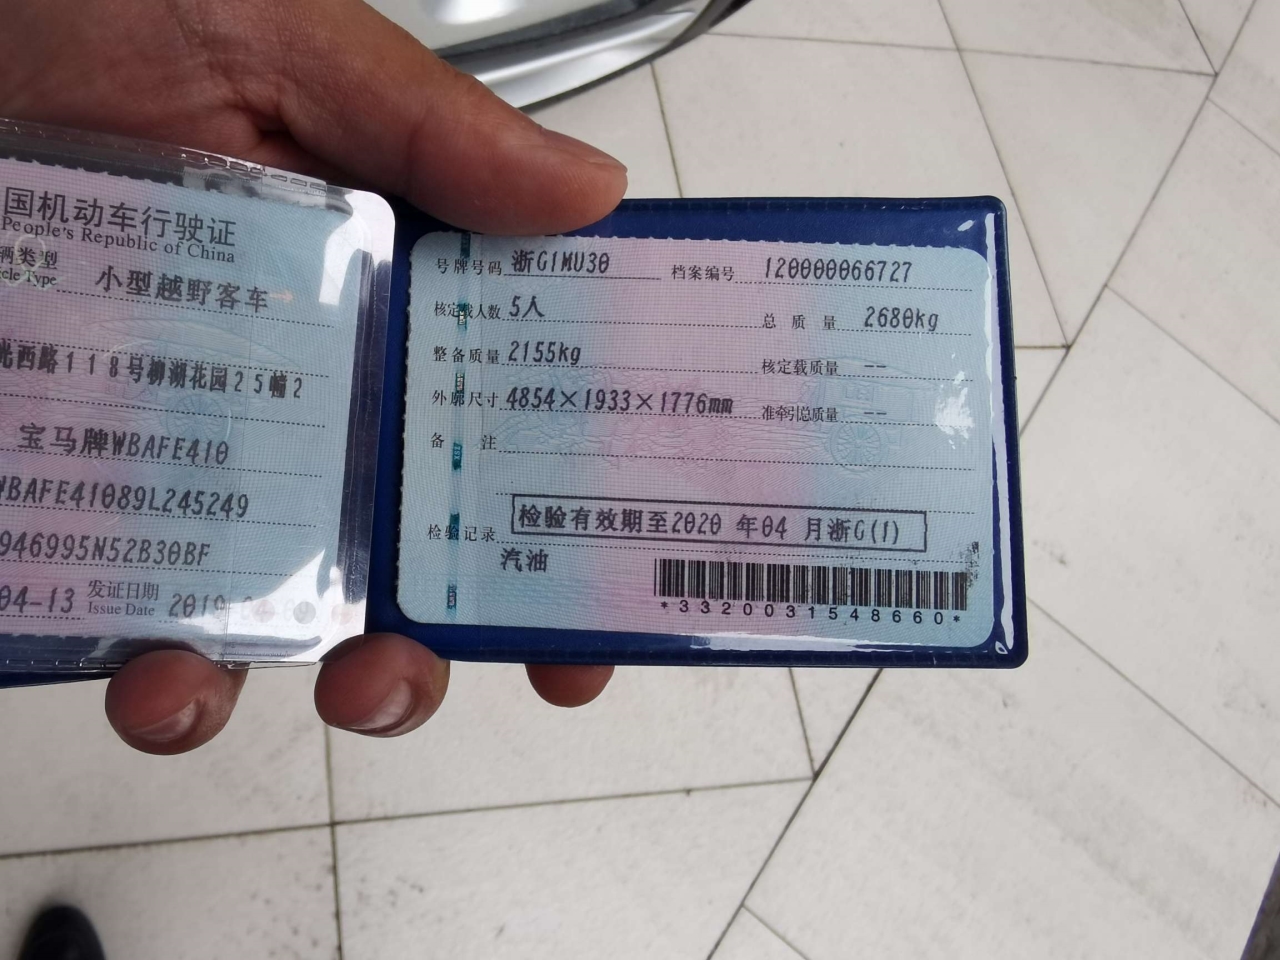 国机动车行驶证
People's Republic of China
辆类型 小型越野客车
cle Type
光西路118号柳湖花园25幢2
宝马牌WBAFE410
WBAFE41089L245249
946995N52B30BF
04-13 发证日期 2019-04-0
Issue Date
号牌号码 浙G1MU30 档案编号 120000066727
核定载人数 5人 总质量 2680kg
整备质量 2155kg 核定载质量 --
外廓尺寸 4854×1933×1776mm 准牵引总质量 --
备注
检验记录 检验有效期至2020年04月浙G(1)
汽油
*3320031548660*